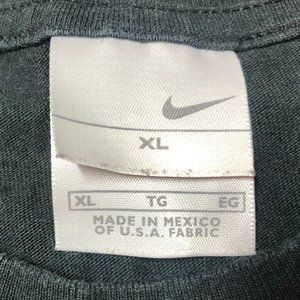 XL
XL TG EG
MADE IN MEXICO
OF U.S.A. FABRIC